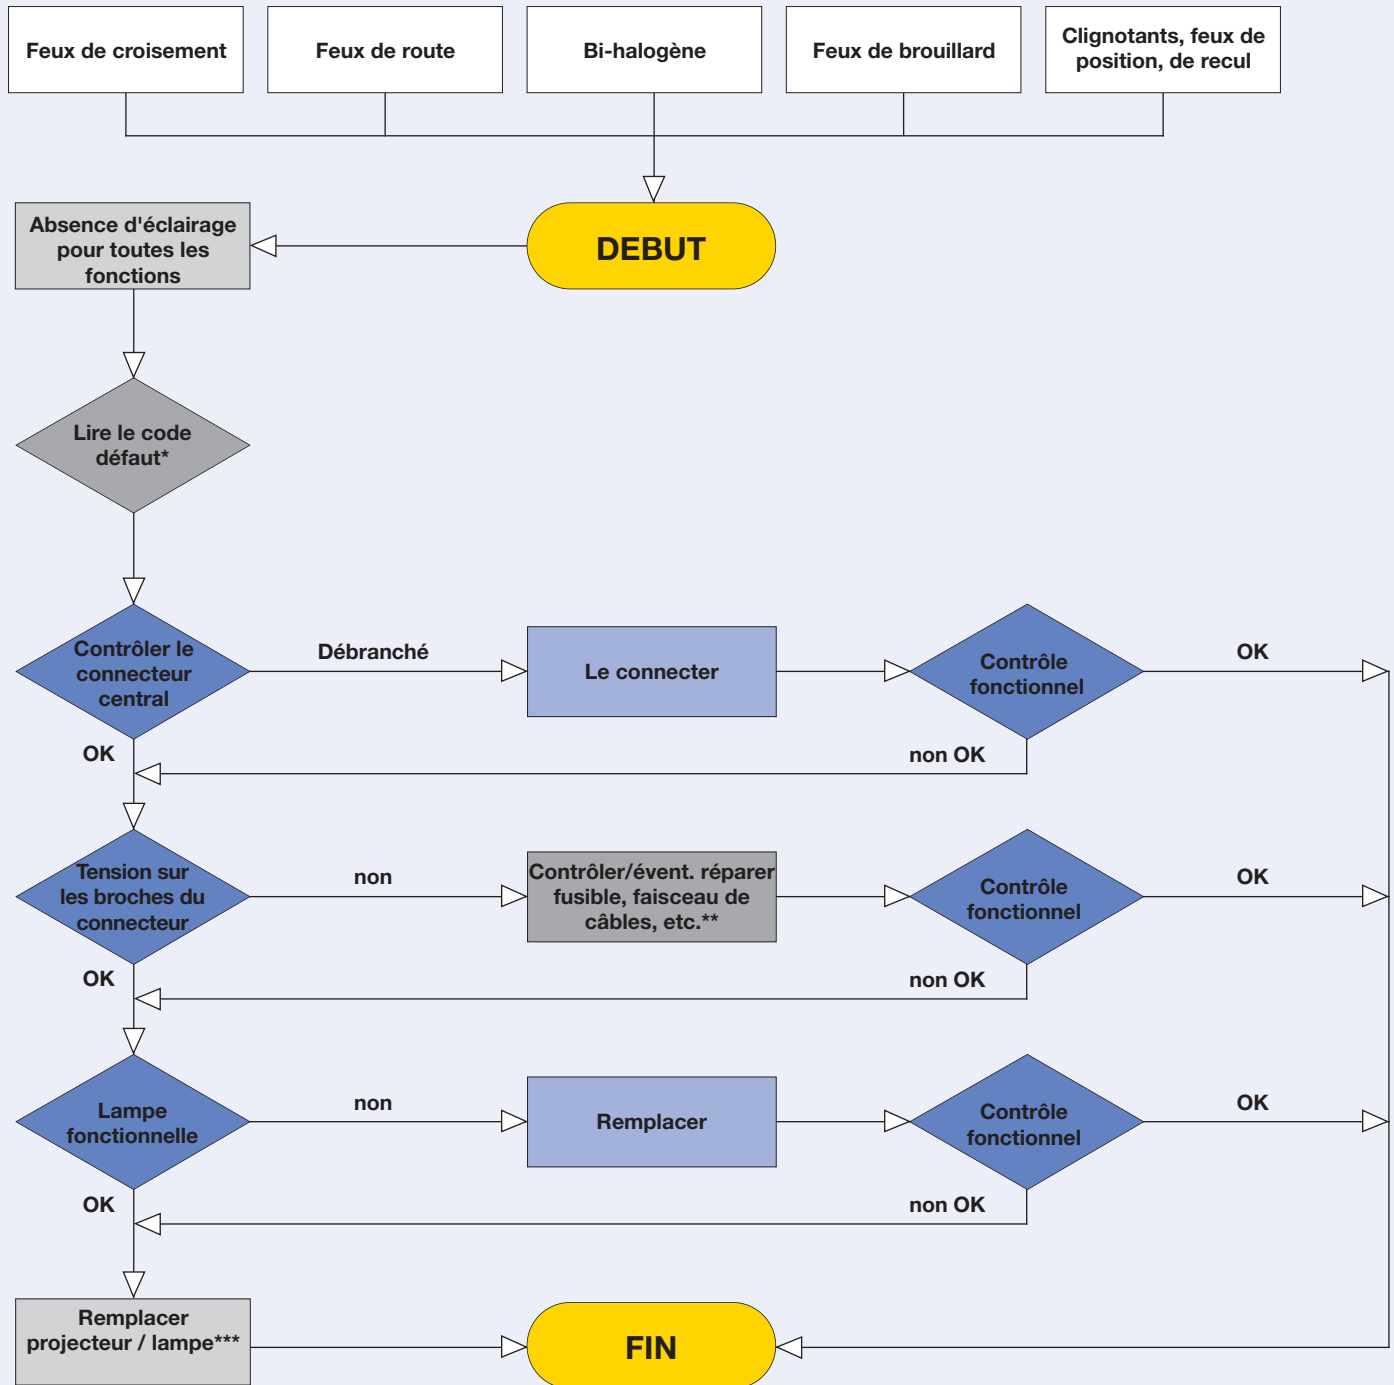 Feux de croisement
Feux de route
Bi-halogène
Feux de brouillard
Clignotants, feux de
position, de recul
Absence d'éclairage
pour toutes les
fonctions
DEBUT
Lire le code
défaut*
Contrôler le
connecteur
central
Débranché
Le connecter
Contrôle
fonctionnel
OK
OK
non OK
Tension sur
les broches du
connecteur
non
Contrôler/évent. réparer
fusible, faisceau de
câbles, etc.**
Contrôle
fonctionnel
OK
OK
non OK
Lampe
fonctionnelle
non
Remplacer
Contrôle
fonctionnel
OK
OK
non OK
Remplacer
projecteur / lampe***
FIN